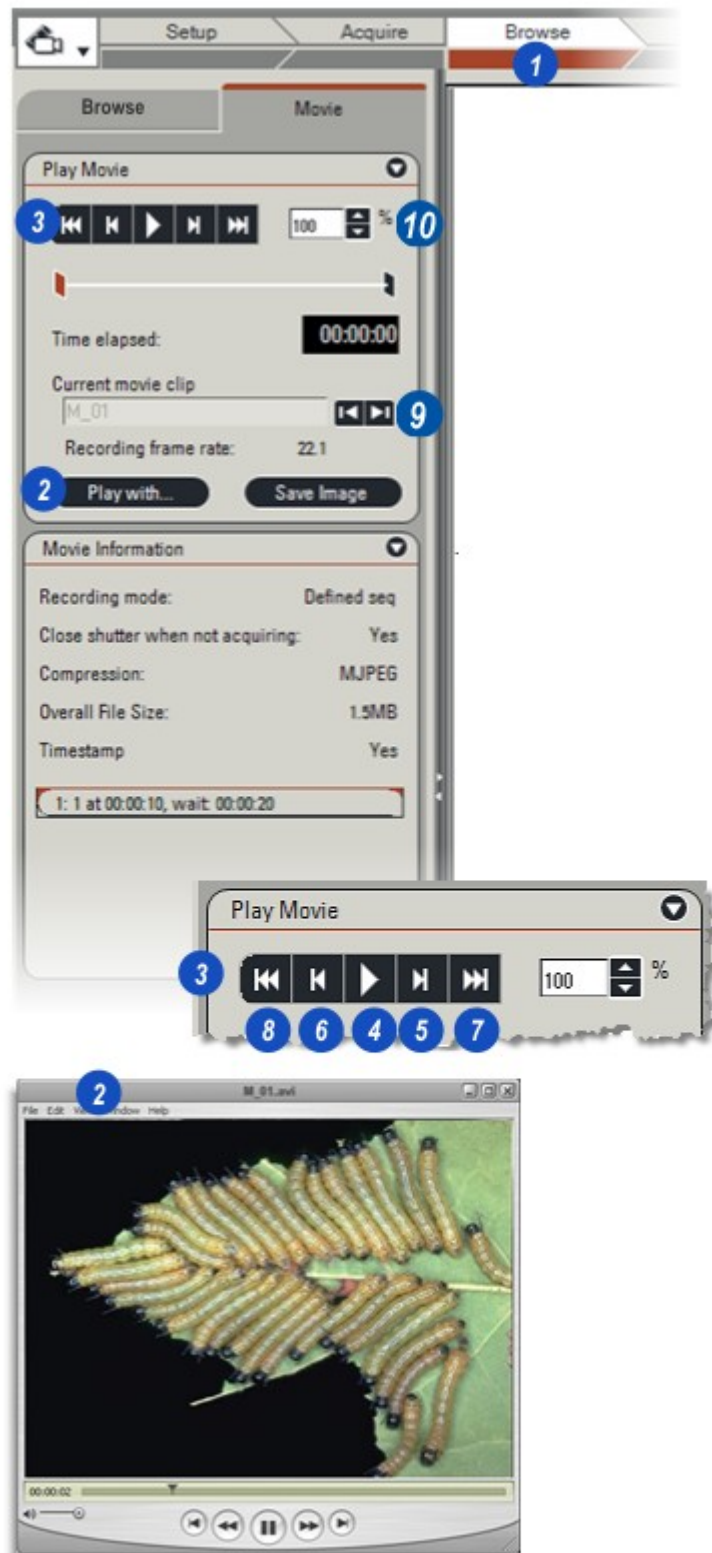 Setup Acquire Browse
1
Browse Movie
Play Movie
3 100 % 10
Time elapsed: 00:00:00
Current movie clip
M_01 9
Recording frame rate: 22.1
2 Play with... Save Image
Movie Information
Recording mode: Defined seq
Close shutter when not acquiring: Yes
Compression: MJPEG
Overall File Size: 1.5MB
Timestamp Yes
1: 1 at 00:00:10, wait: 00:00:20
Play Movie
3 100 %
8 6 4 5 7
2 M_01.avi
File Edit Help
00:00:02